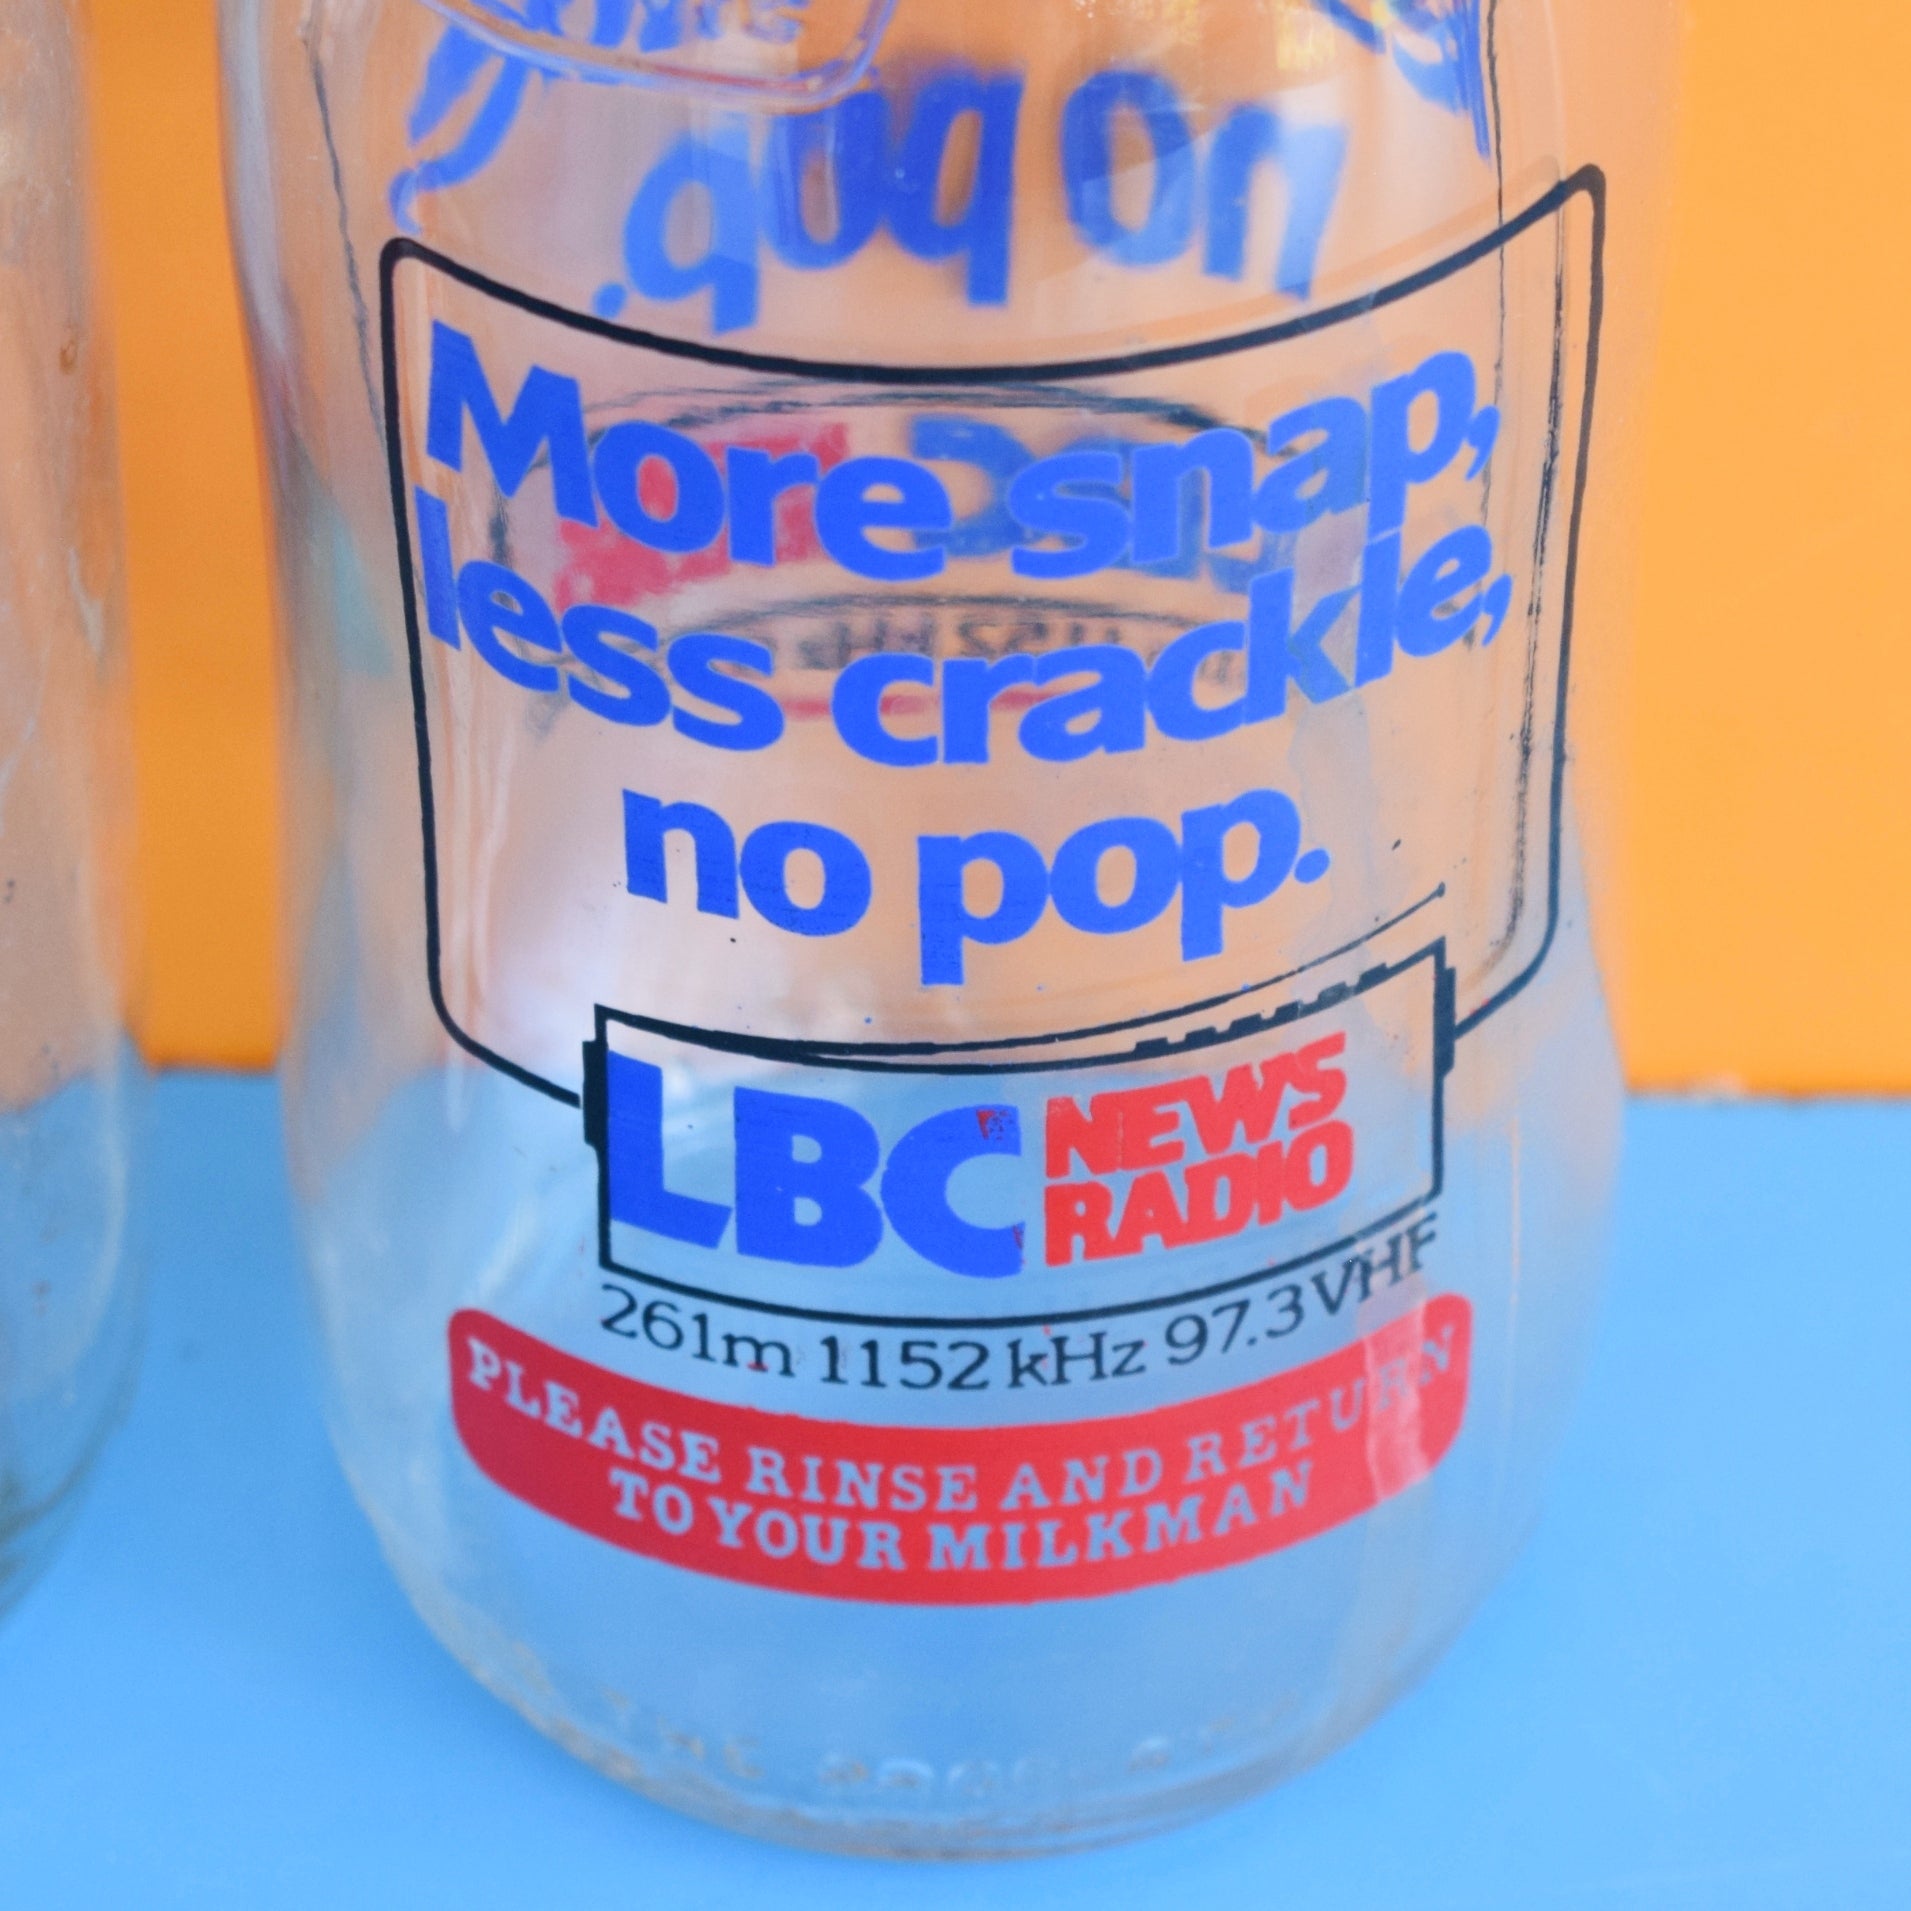 More snap,
less crackle,
no pop.
LBC NEWS
RADIO
261m 1152 kHz 97.3 VHF
PLEASE RINSE AND RETURN
TO YOUR MILKMAN